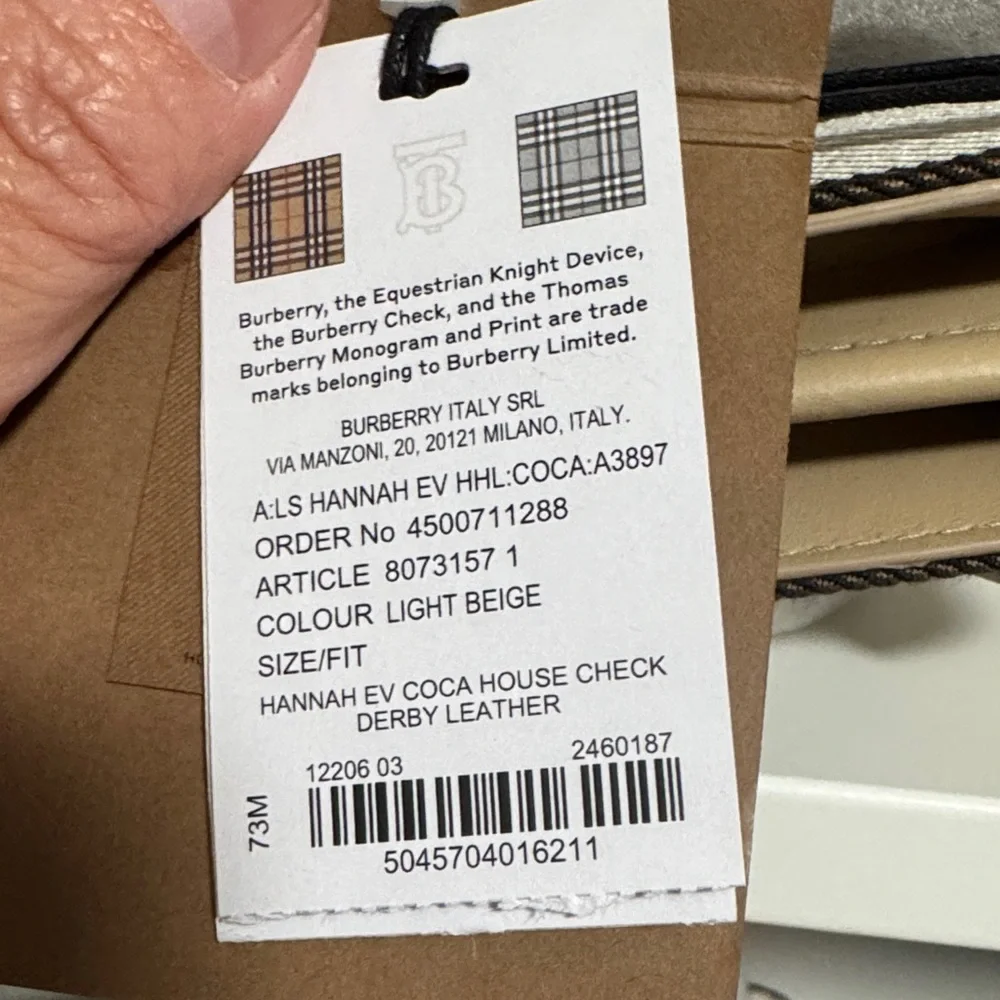 Burberry, the Equestrian Knight Device,
the Burberry Check, and the Thomas
Burberry Monogram and Print are trade
marks belonging to Burberry Limited.
BURBERRY ITALY SRL
VIA MANZONI, 20, 20121 MILANO, ITALY.
A:LS HANNAH EV HHL:COCA:A3897
ORDER No 4500711288
ARTICLE 8073157 1
COLOUR LIGHT BEIGE
SIZE/FIT
HANNAH EV COCA HOUSE CHECK
DERBY LEATHER
12206 03 2460187
73M
5045704016211